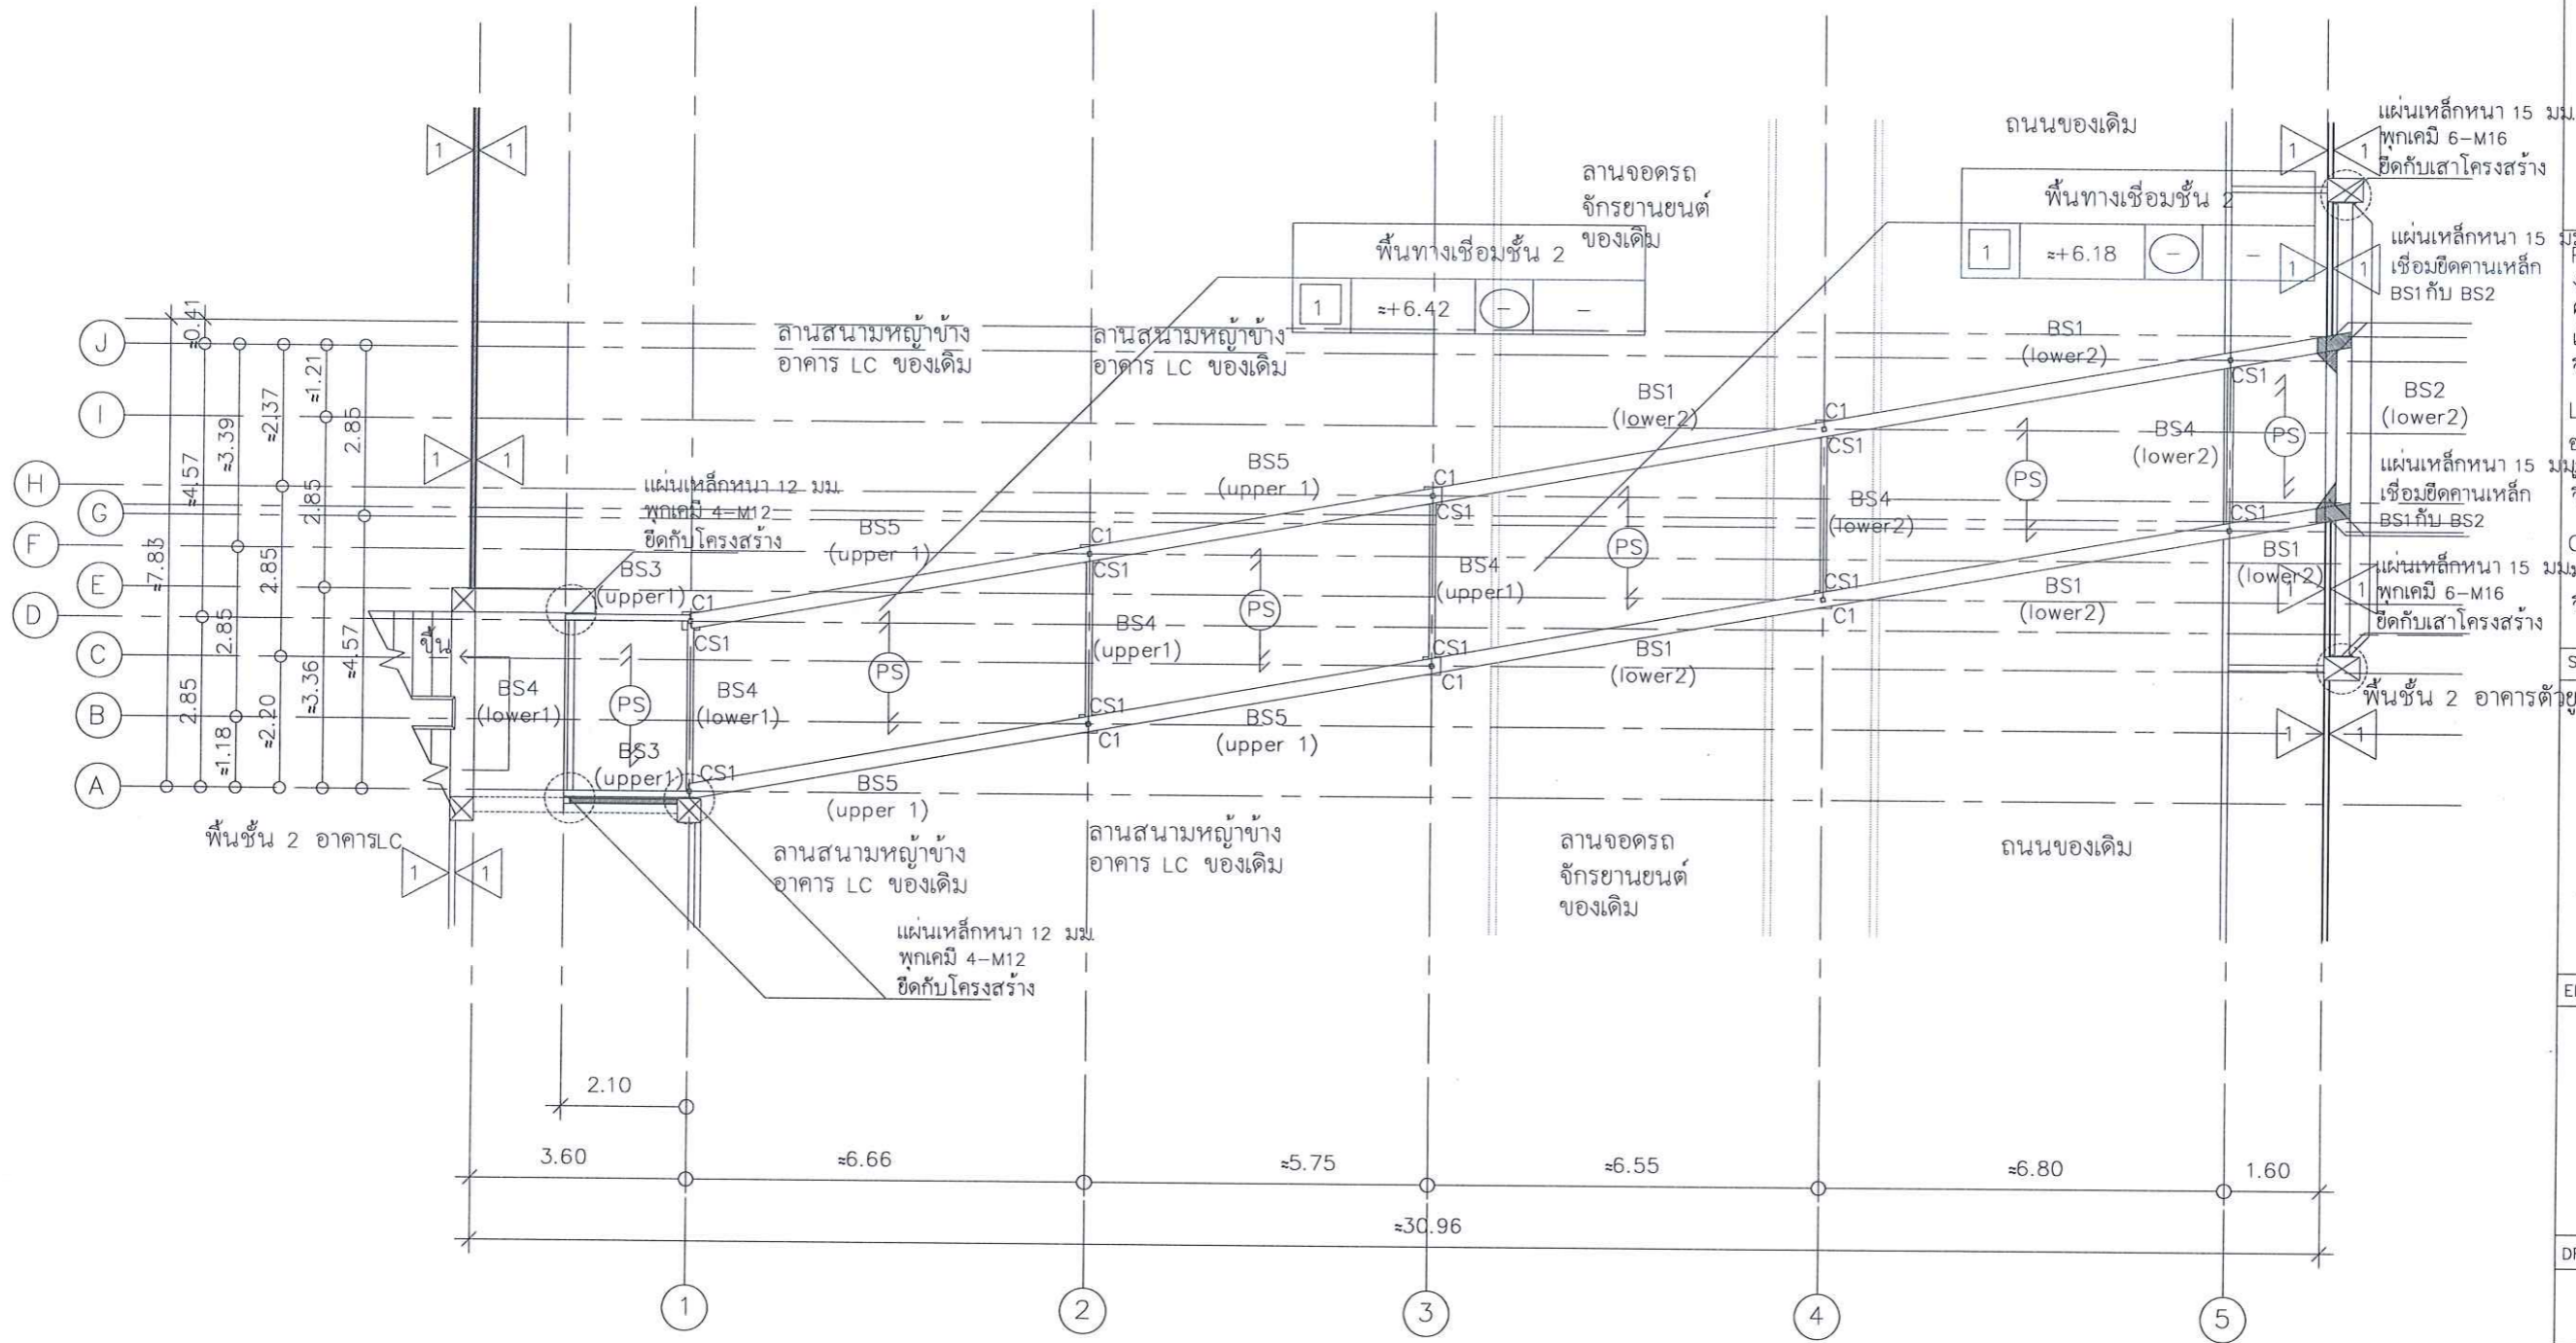 แผ่นเหล็กหนา 15 มม.
พุกเคมี 6-M16
ยึดกับเสาโครงสร้าง
ถนนของเดิม
1 1
1 1
ลานจอดรถ
จักรยานยนต์
ของเดิม
พื้นทางเชื่อมชั้น 2
1 ≈+6.18 - -
พื้นทางเชื่อมชั้น 2
1 ≈+6.42 - -
แผ่นเหล็กหนา 15
เชื่อมยึดคานเหล็ก
BS1 กับ BS2
1 1
ลานสนามหญ้าข้าง
อาคาร LC ของเดิม
ลานสนามหญ้าข้าง
อาคาร LC ของเดิม
BS1
(lower2)
BS1
(lower2)
BS2
(lower2)
BS4
(lower2)
CS1
PS
J
I
H
G
F
E
D
C
B
A
≈0.41
≈7.83
≈4.57
2.85
≈3.39
2.85
≈1.18
≈2.37
2.85
≈2.20
≈1.21
2.85
≈3.36
2.85
≈4.57
1 1
แผ่นเหล็กหนา 12 มม.
พุกเคมี 4-M12
ยึดกับโครงสร้าง
BS5
(upper 1)
BS5
(upper 1)
C1
CS1
C1
CS1
C1
CS1
PS
PS
BS4
(lower2)
CS1
แผ่นเหล็กหนา 15 มม.
เชื่อมยึดคานเหล็ก
BS1 กับ BS2
BS1
(lower2)
แผ่นเหล็กหนา 15 มม.
พุกเคมี 6-M16
ยึดกับเสาโครงสร้าง
1 1
BS3
(upper1)
C1
CS1
ขึ้น
BS4
(lower1)
PS
BS3
(upper1)
BS4
(lower1)
CS1
PS
BS4
(upper1)
PS
CS1
C1
BS4
(upper1)
CS1
C1
CS1
C1
BS1
(lower2)
BS1
(lower2)
BS5
(upper 1)
BS5
(upper 1)
พื้นชั้น 2 อาคารLC
1 1
พื้นชั้น 2 อาคารตัวยู
1 1
ลานสนามหญ้าข้าง
อาคาร LC ของเดิม
ลานสนามหญ้าข้าง
อาคาร LC ของเดิม
ลานจอดรถ
จักรยานยนต์
ของเดิม
ถนนของเดิม
แผ่นเหล็กหนา 12 มม.
พุกเคมี 4-M12
ยึดกับโครงสร้าง
2.10
3.60 ≈6.66 ≈5.75 ≈6.55 ≈6.80 1.60
≈30.96
1 2 3 4 5